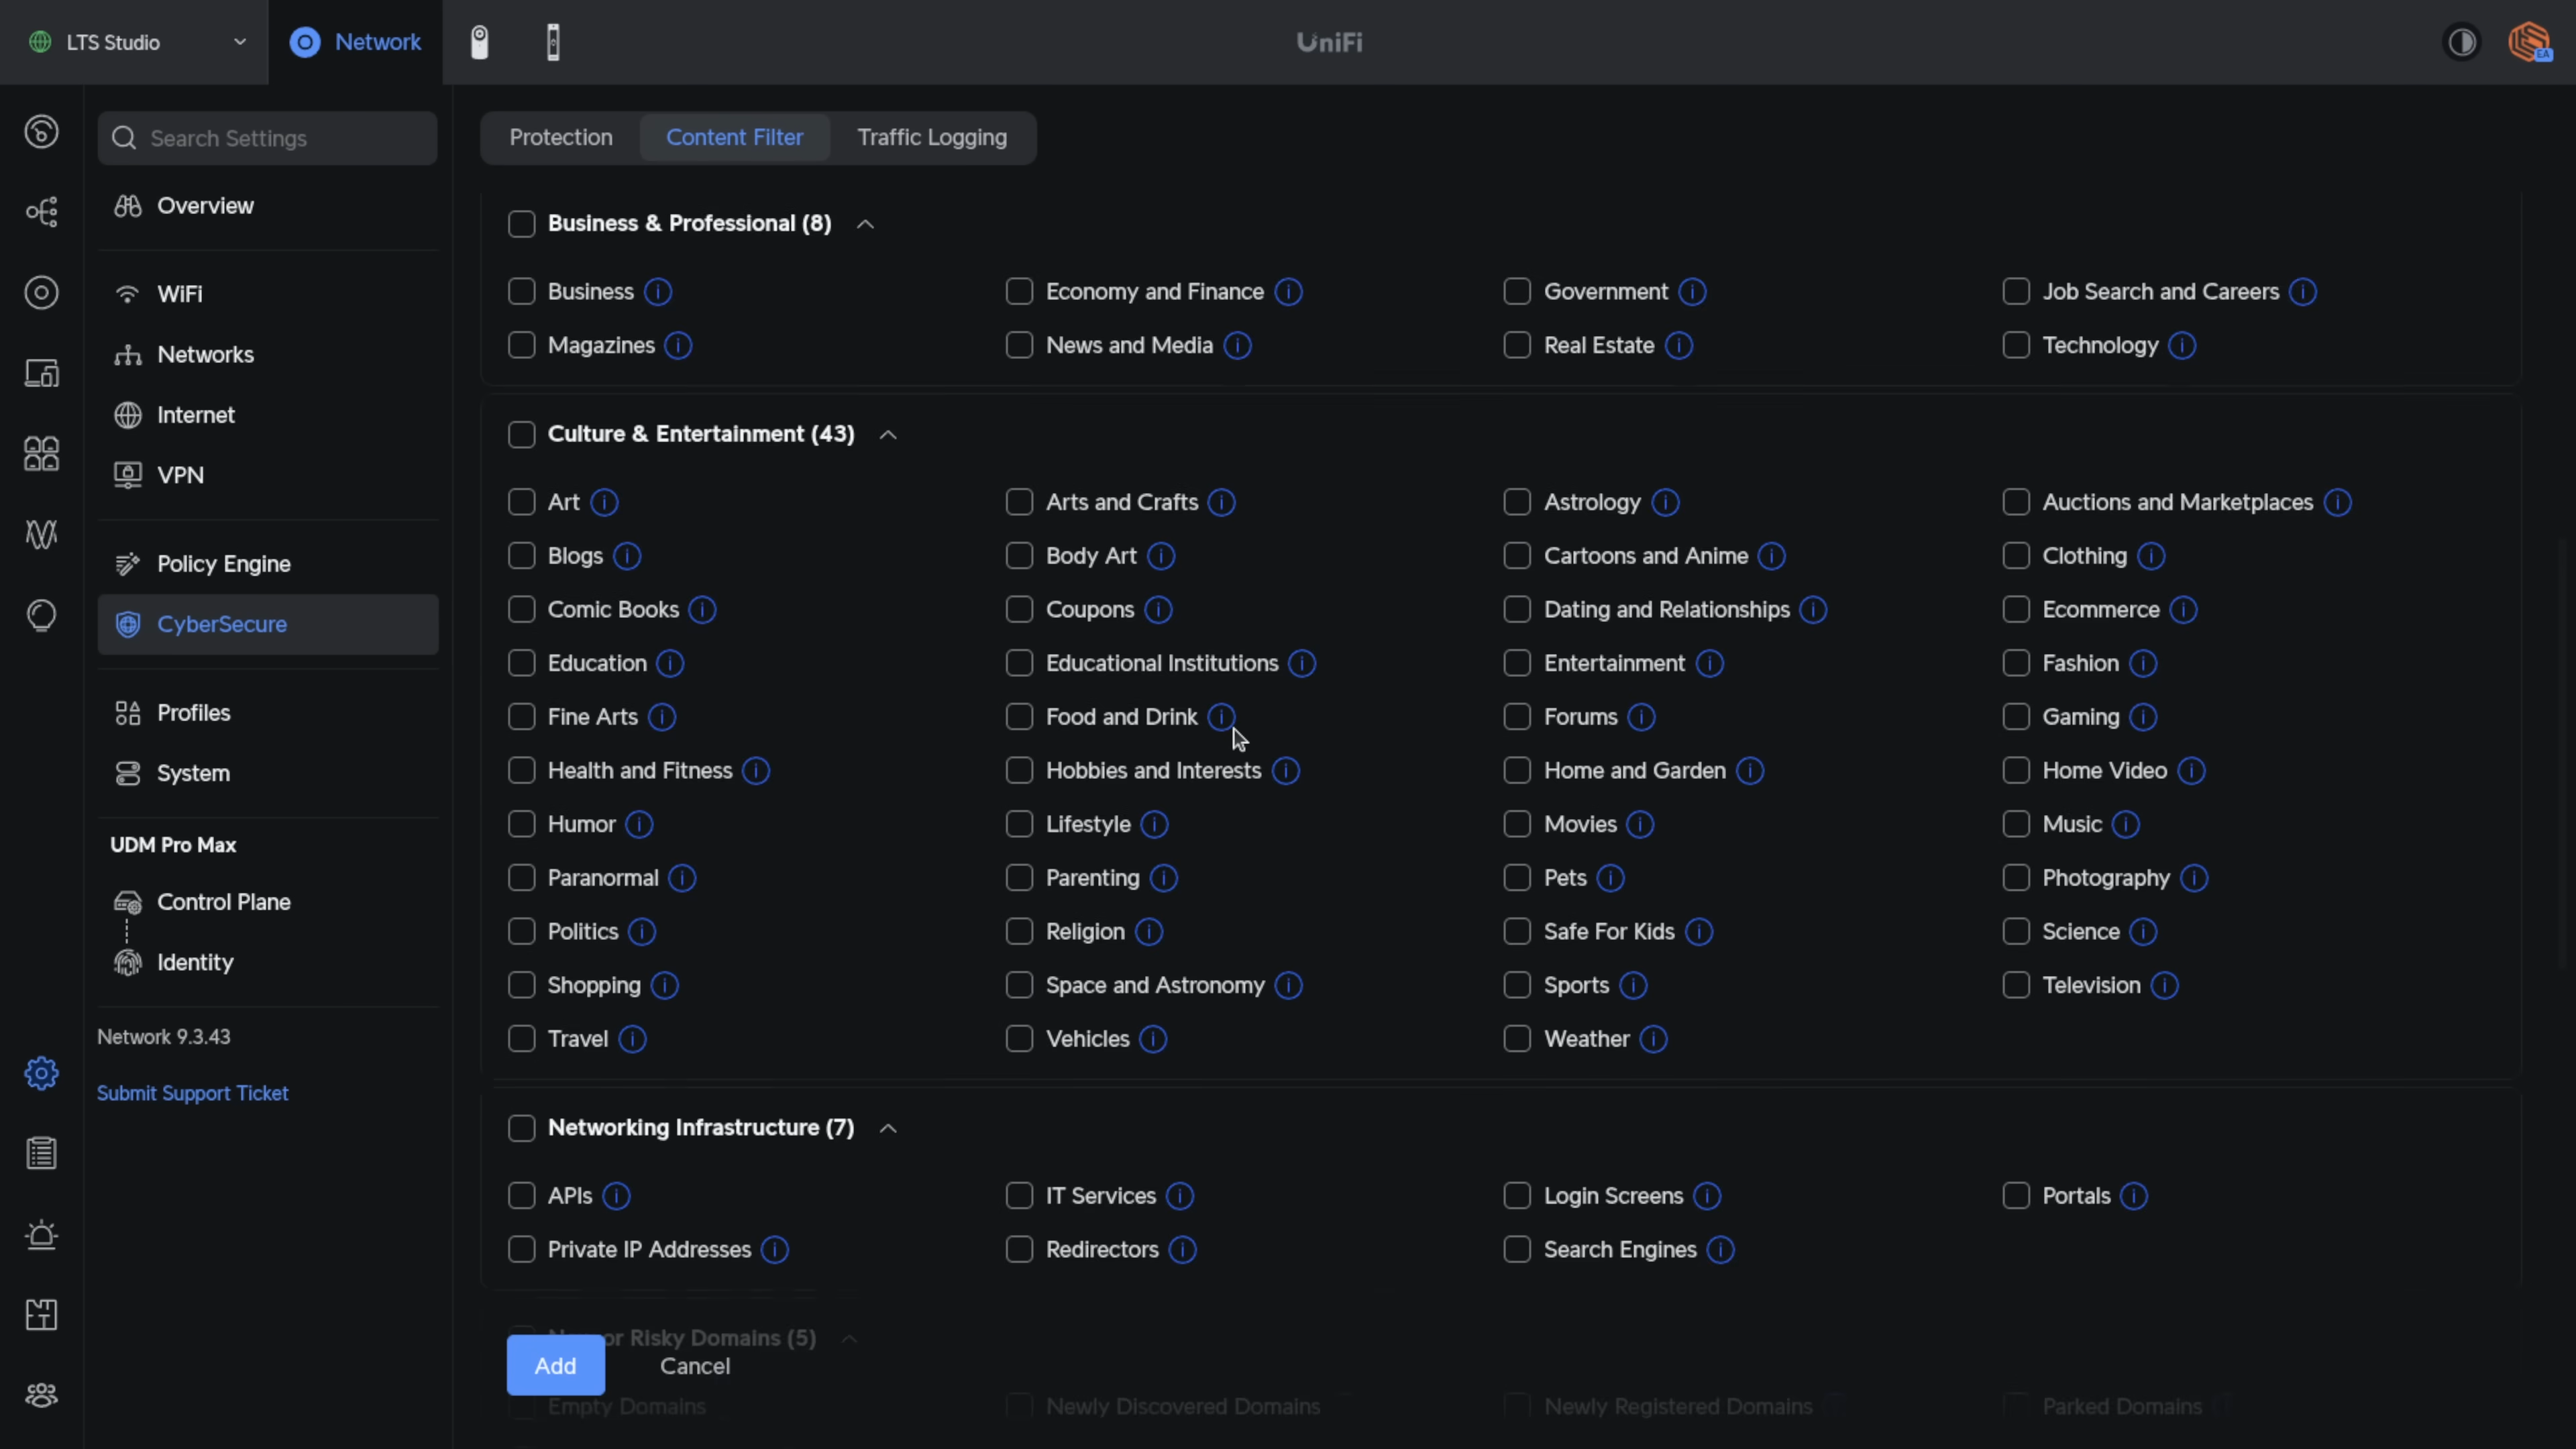 LTS Studio
Network
UniFi
EA
Search Settings
Overview
WiFi
Networks
Internet
VPN
Policy Engine
CyberSecure
Profiles
System
UDM Pro Max
Control Plane
Identity
Network 9.3.43
Submit Support Ticket
Protection Content Filter Traffic Logging
Business & Professional (8)
Business Economy and Finance Government Job Search and Careers
Magazines News and Media Real Estate Technology
Culture & Entertainment (43)
Art Arts and Crafts Astrology Auctions and Marketplaces
Blogs Body Art Cartoons and Anime Clothing
Comic Books Coupons Dating and Relationships Ecommerce
Education Educational Institutions Entertainment Fashion
Fine Arts Food and Drink Forums Gaming
Health and Fitness Hobbies and Interests Home and Garden Home Video
Humor Lifestyle Movies Music
Paranormal Parenting Pets Photography
Politics Religion Safe For Kids Science
Shopping Space and Astronomy Sports Television
Travel Vehicles Weather
Networking Infrastructure (7)
APIs IT Services Login Screens Portals
Private IP Addresses Redirectors Search Engines
or Risky Domains (5)
Add Cancel
Empty Domains Newly Discovered Domains Newly Registered Domains Parked Domains